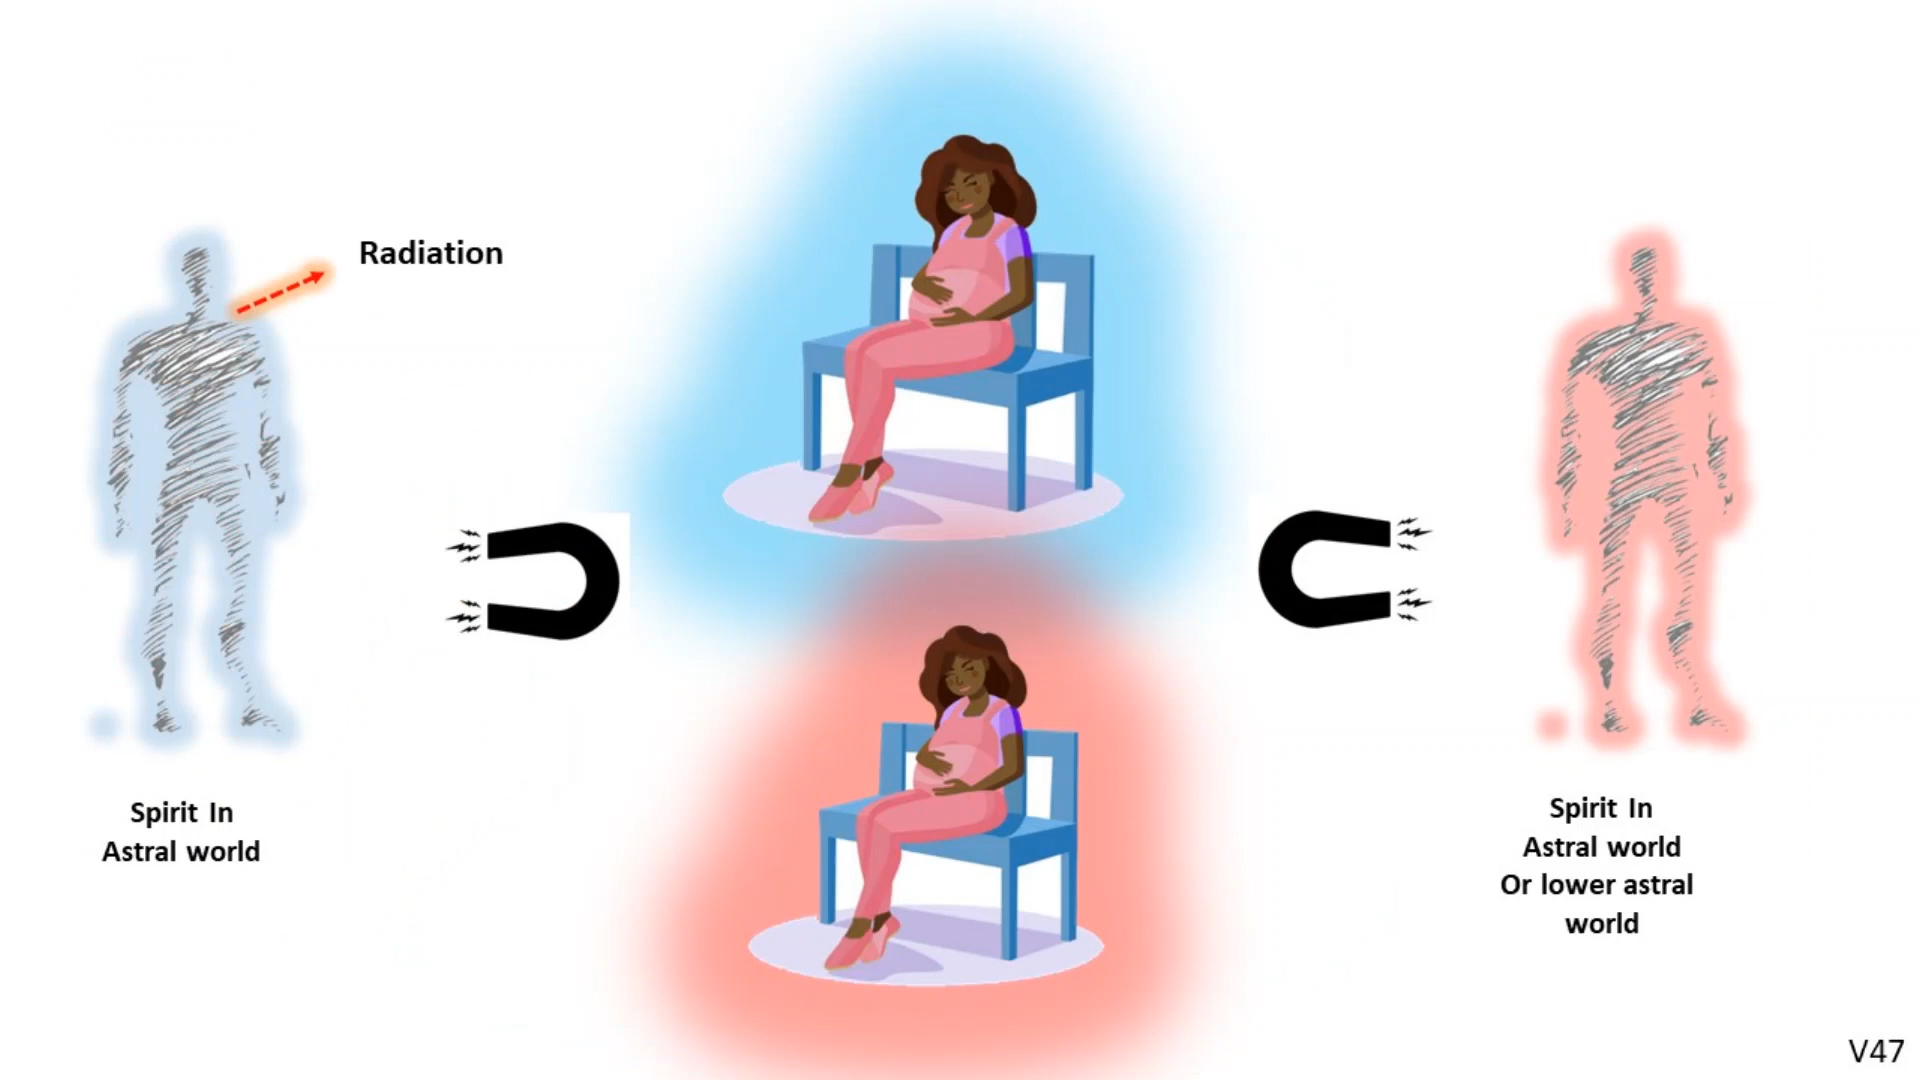 Radiation
Spirit In
Astral world
Spirit In
Astral world
Or lower astral
world
V47